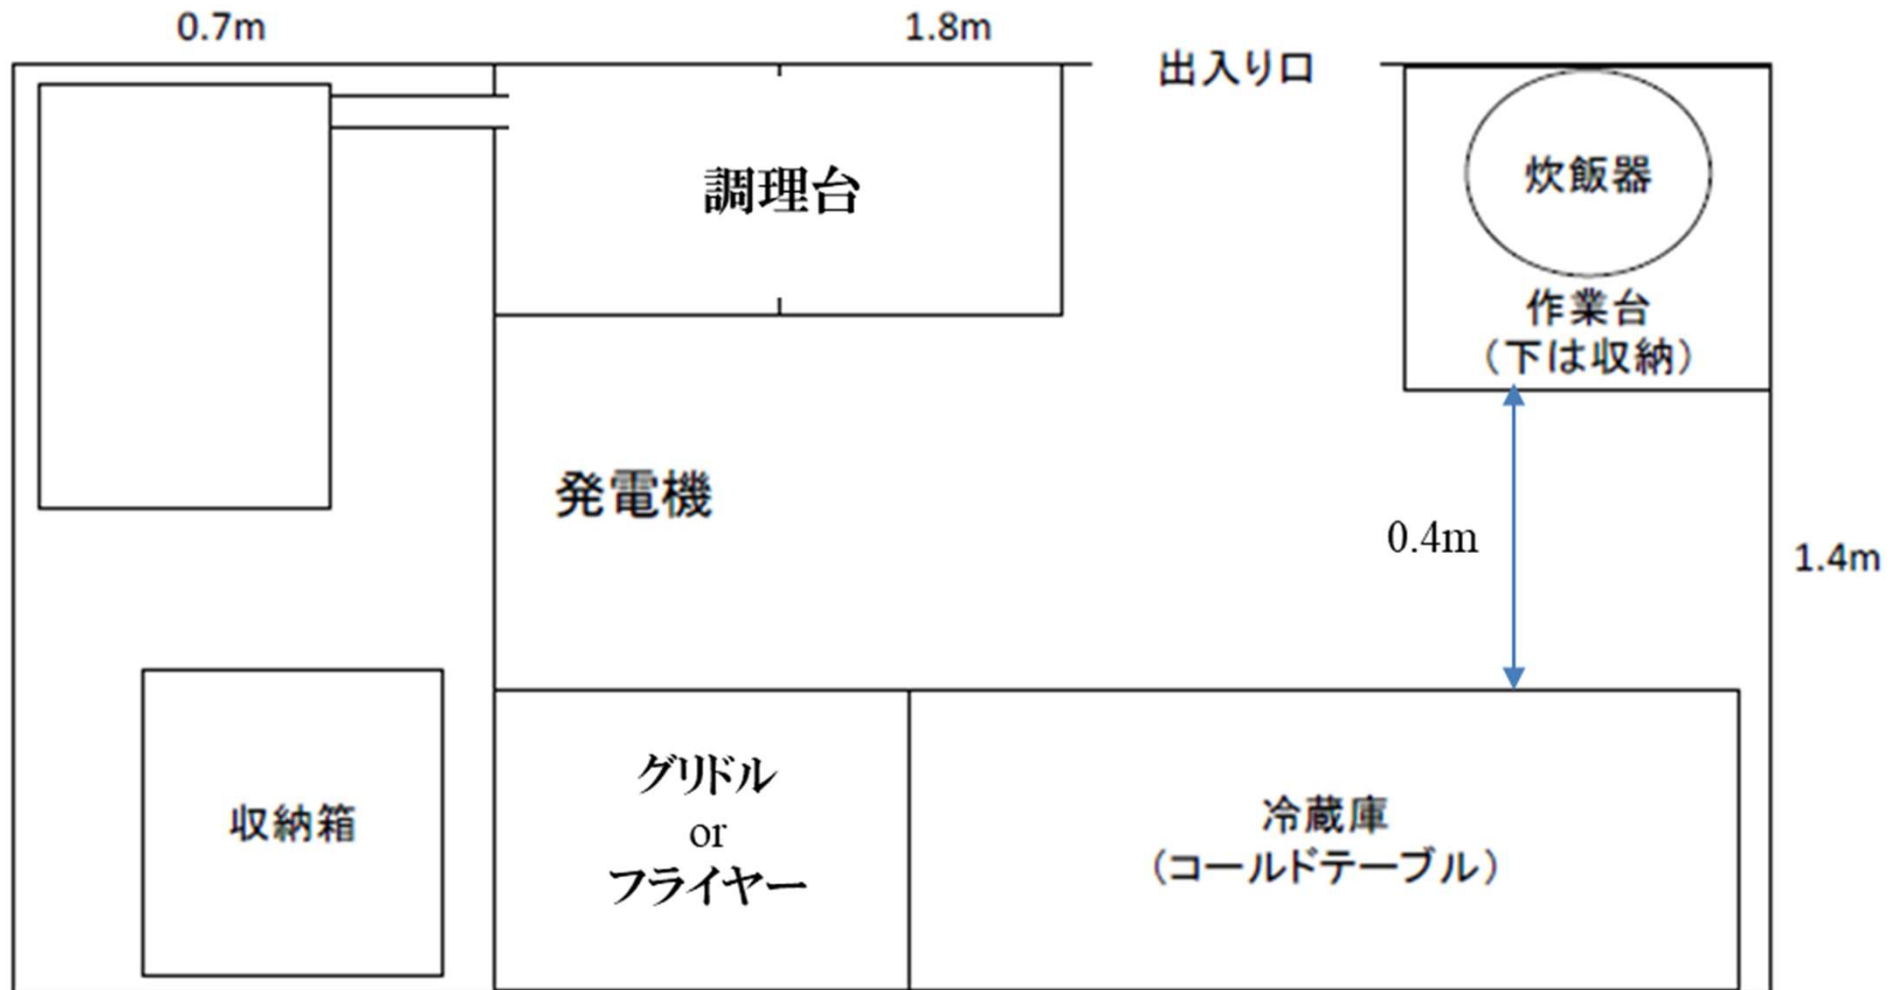 0.7m
1.8m
出入り口
調理台
炊飯器
作業台
（下は収納）
発電機
0.4m
1.4m
収納箱
グリドル
or
フライヤー
冷蔵庫
（コールドテーブル）